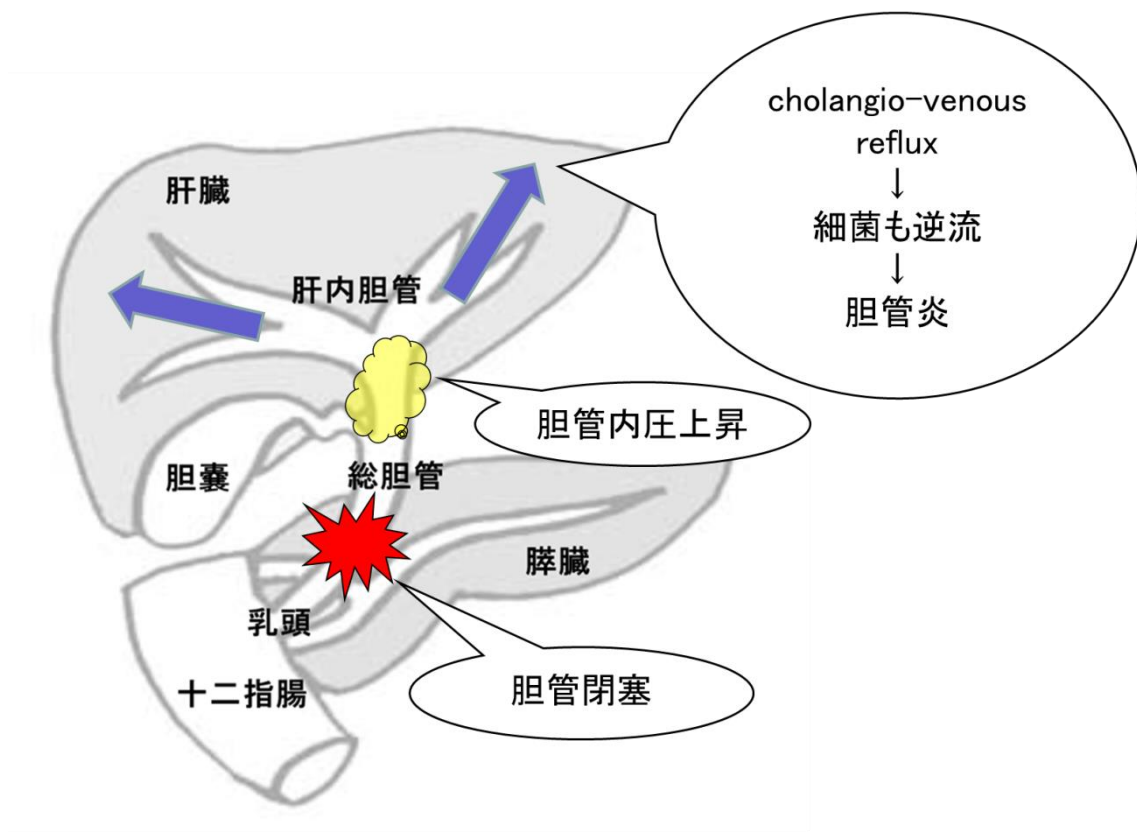 cholangio-venous
reflux
↓
細菌も逆流
↓
胆管炎
肝臓
肝内胆管
胆管内圧上昇
胆嚢
総胆管
膵臓
乳頭
胆管閉塞
十二指腸